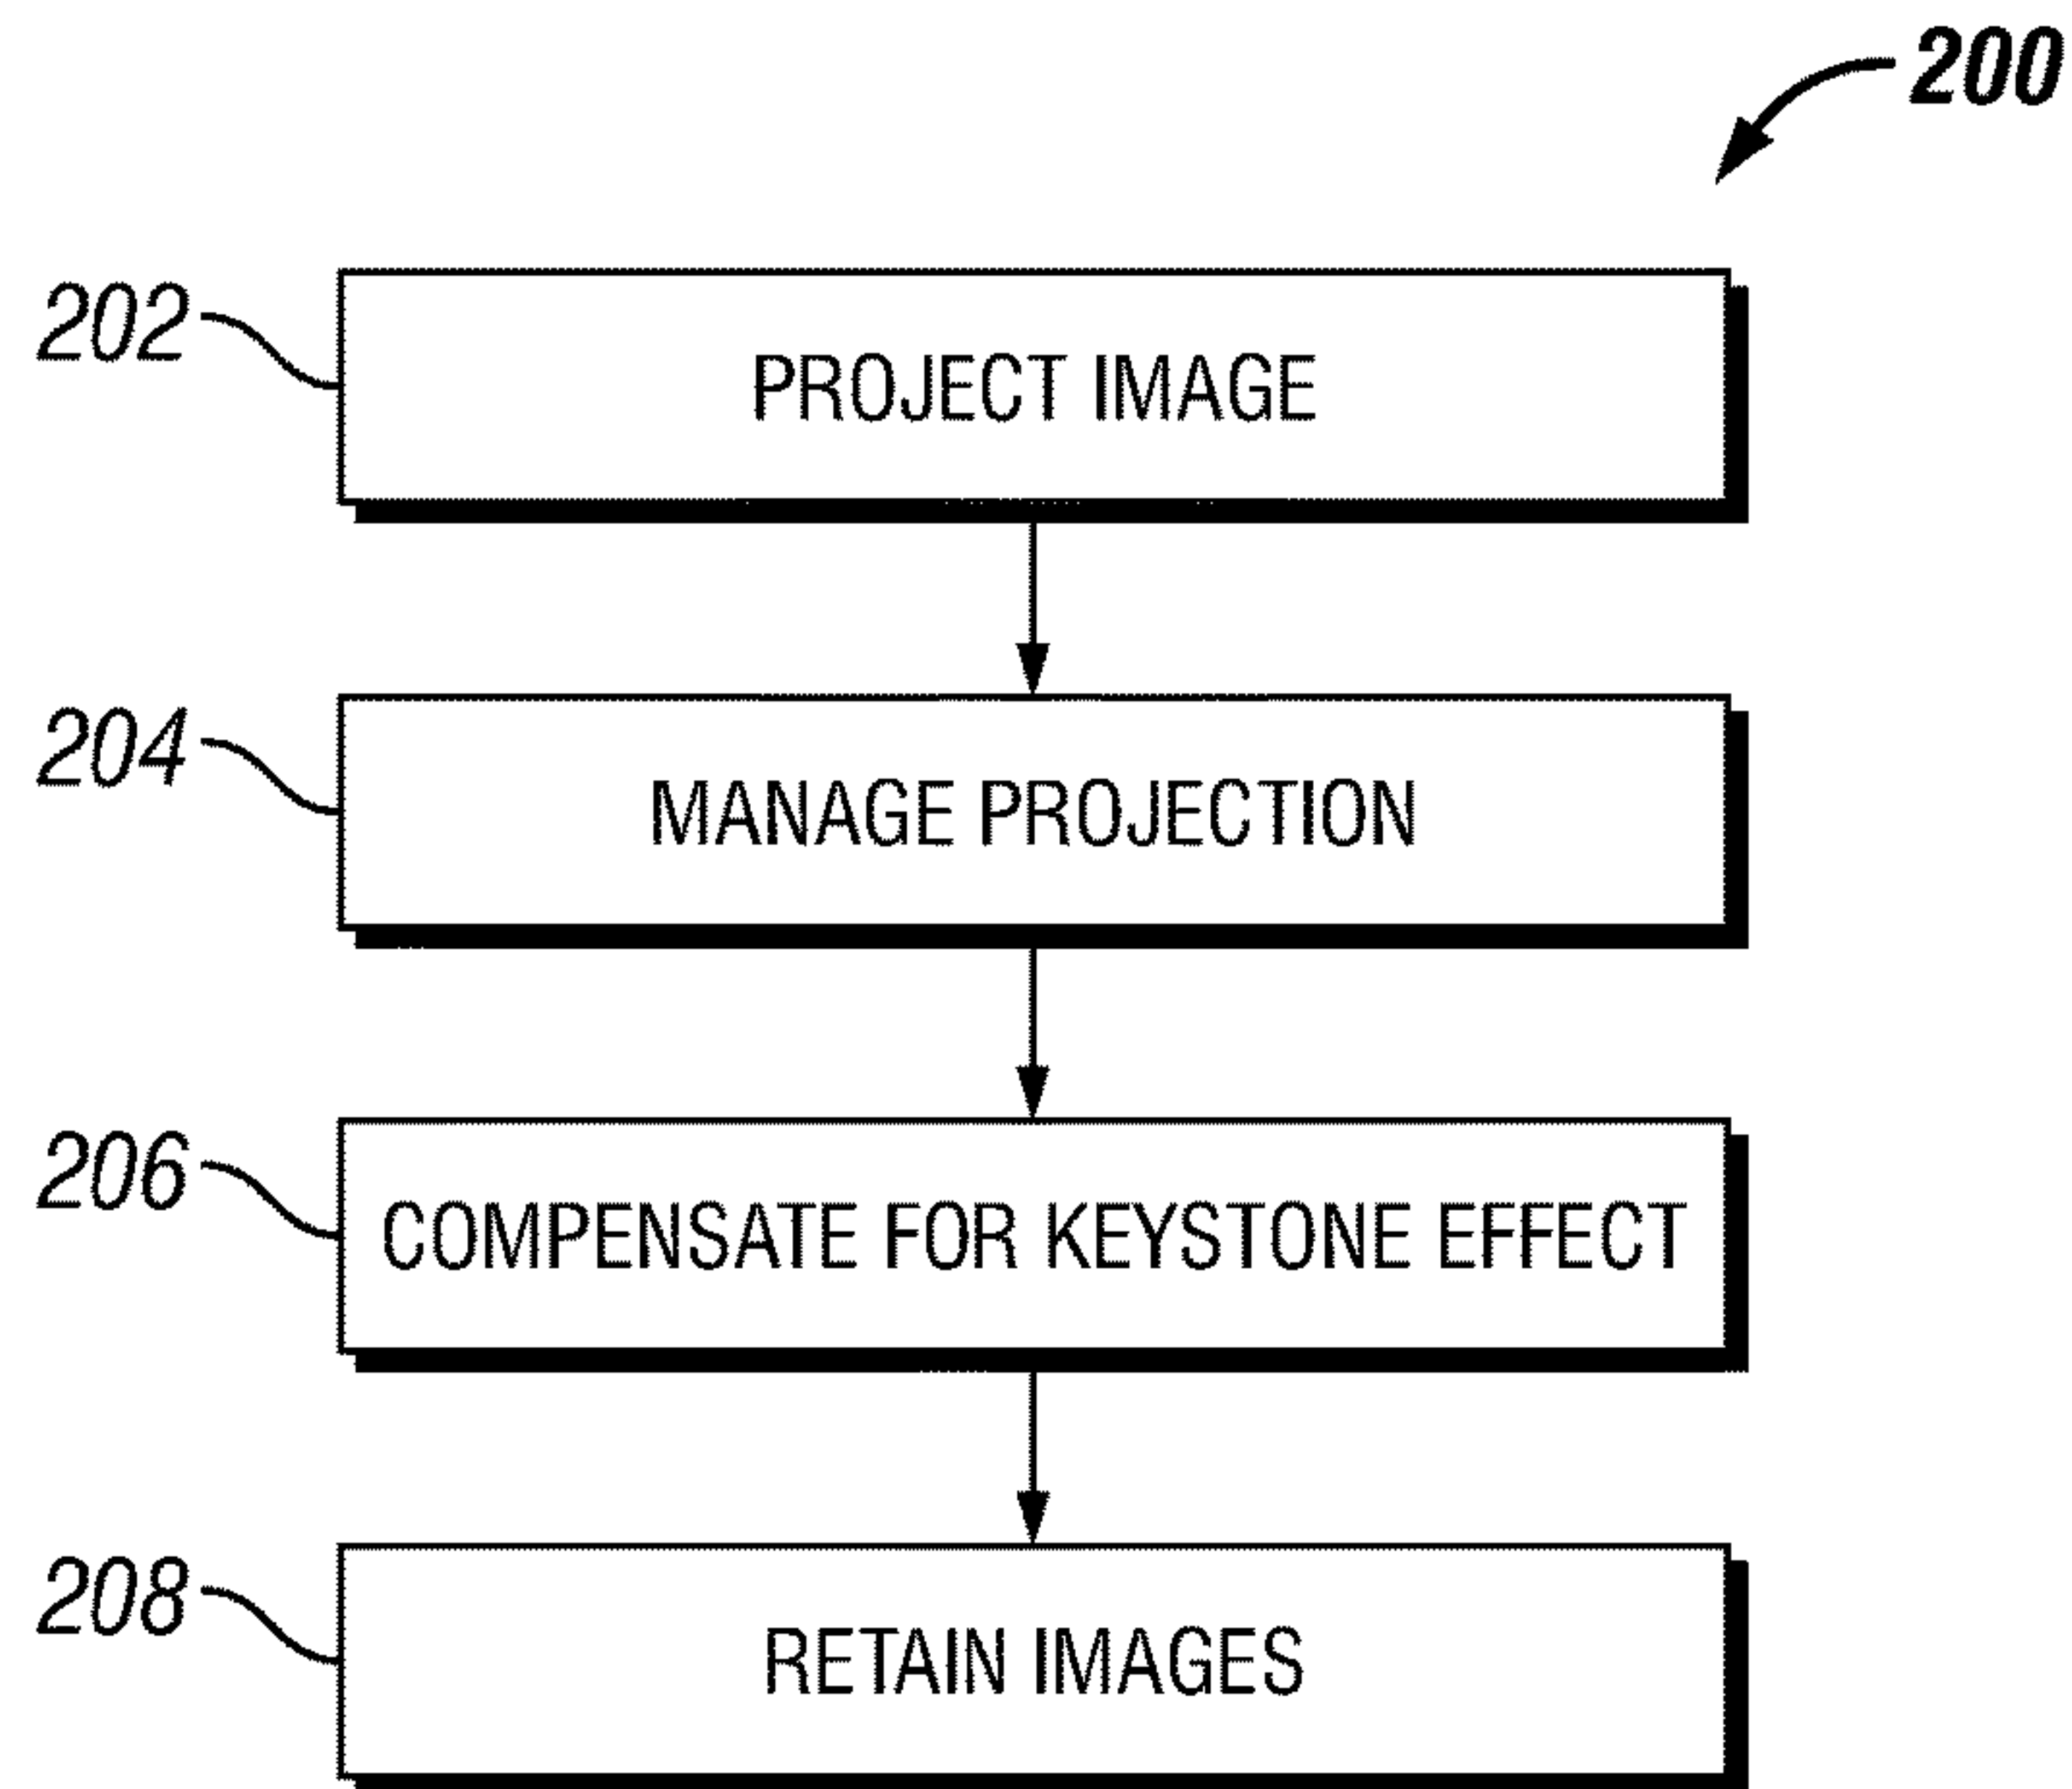 200
202
PROJECT IMAGE
204
MANAGE PROJECTION
206
COMPENSATE FOR KEYSTONE EFFECT
208
RETAIN IMAGES